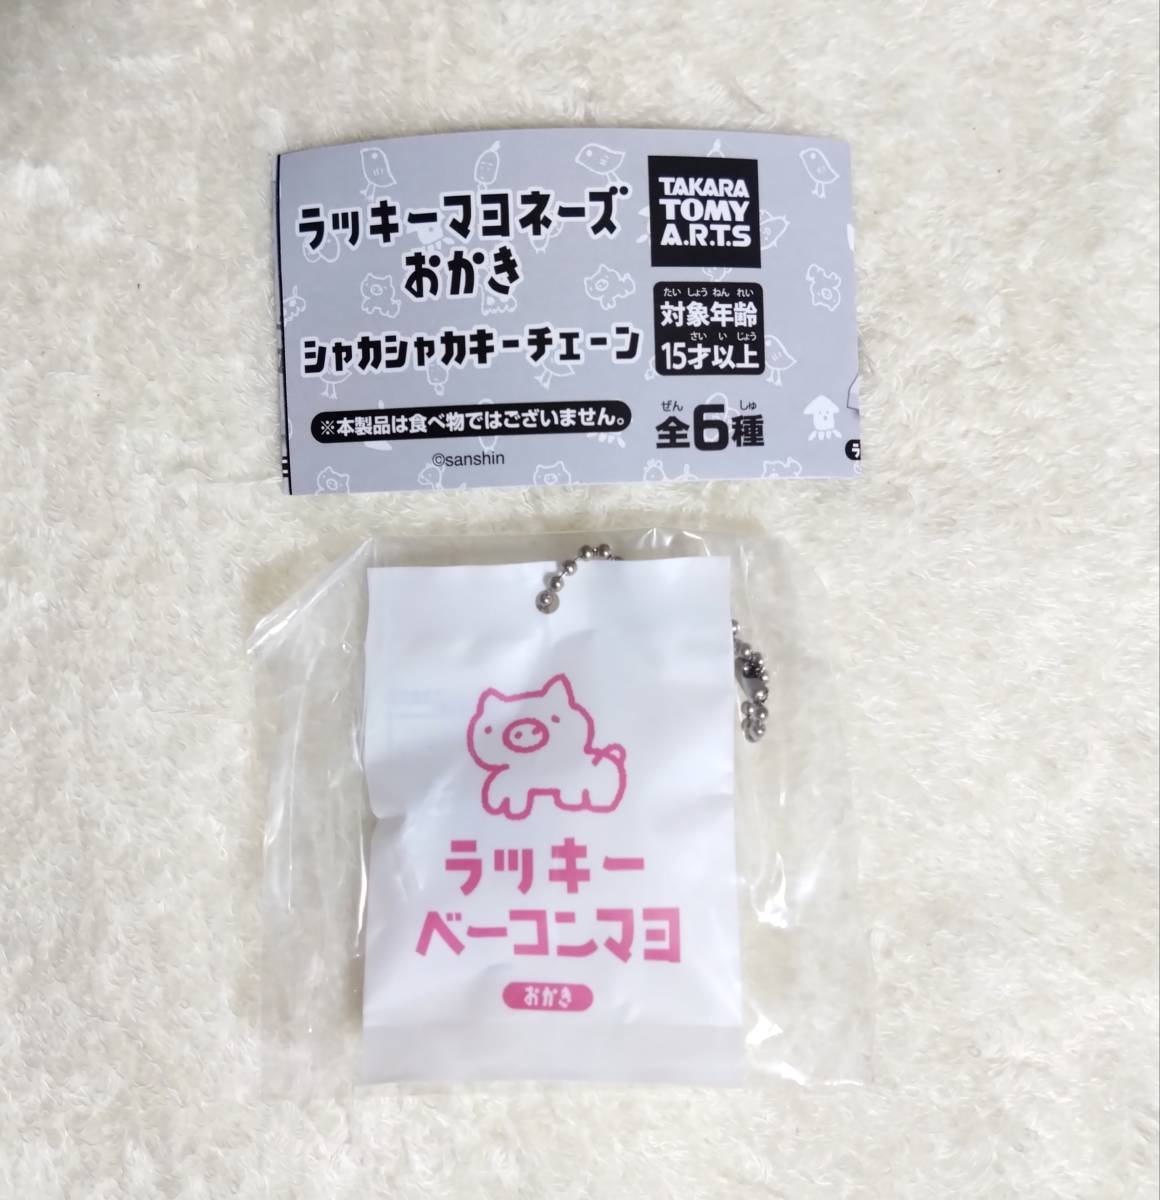 ラッキーマヨネーズ
おかき
シャカシャカキーチェーン
※本製品は食べ物ではございません。
©sanshin
TAKARA
TOMY
A.R.T.S
たいしょうねんれい
対象年齢
さいいじょう
15才以上
ぜん しゅ
全6種
ラッキー
ベーコンマヨ
おかき